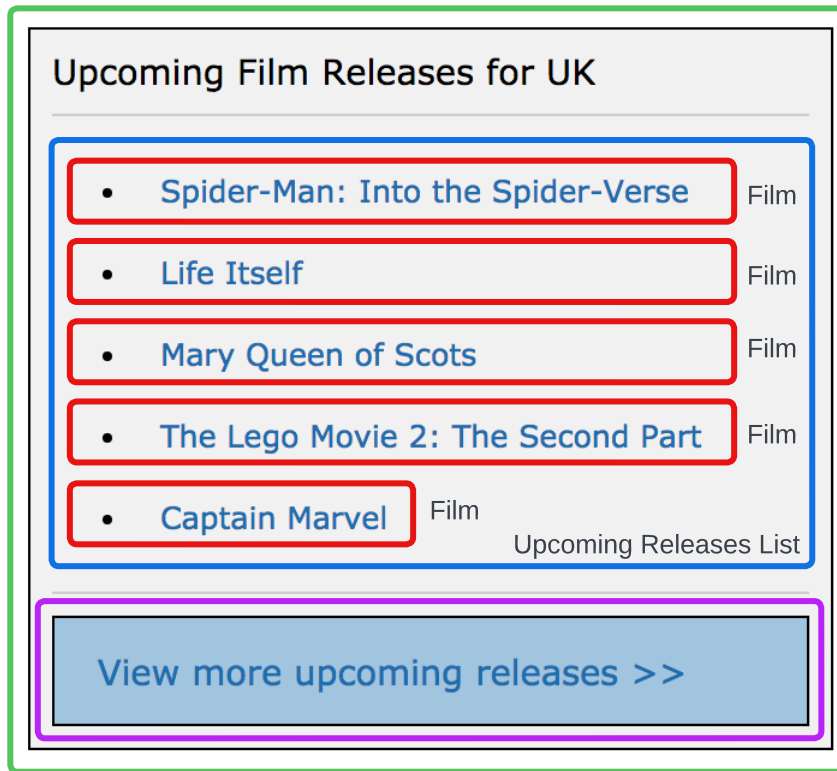 Upcoming Film Releases for UK
• Spider-Man: Into the Spider-Verse Film
• Life Itself Film
• Mary Queen of Scots Film
• The Lego Movie 2: The Second Part Film
• Captain Marvel Film
Upcoming Releases List
View more upcoming releases >>